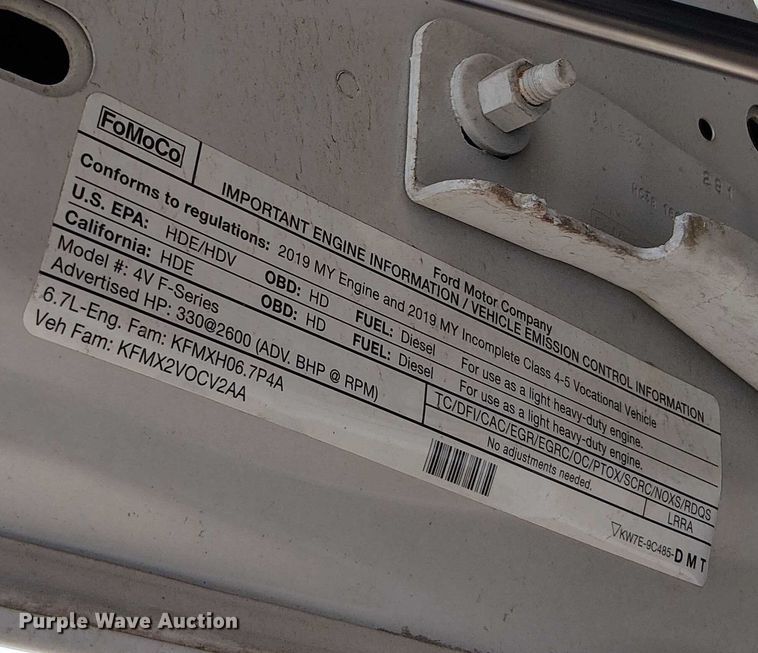 FoMoCo
Ford Motor Company
IMPORTANT ENGINE INFORMATION / VEHICLE EMISSION CONTROL INFORMATION
Conforms to regulations: 2019 MY Engine and 2019 MY Incomplete Class 4-5 Vocational Vehicle
U.S. EPA: HDE/HDV OBD: HD FUEL: Diesel For use as a light heavy-duty engine.
California: HDE OBD: HD FUEL: Diesel For use as a light heavy-duty engine.
Model #: 4V F-Series TC/DFI/CAC/EGR/EGRC/OC/PTOX/SCRC/NOXS/RDQS
Advertised HP: 330@2600 (ADV. BHP @ RPM) No adjustments needed. LRRA
6.7L-Eng. Fam: KFMXH06.7P4A
Veh Fam: KFMX2VOCV2AA
KW7E-9C485-DMT
Purple Wave Auction